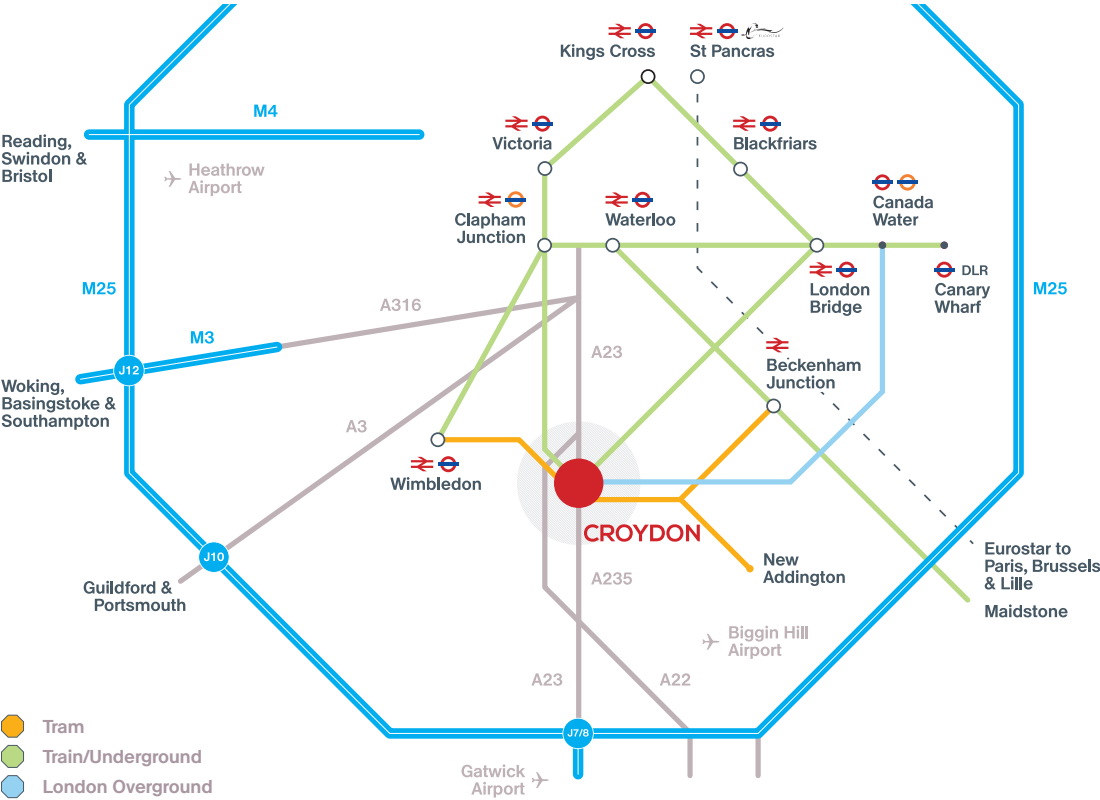 Kings Cross
St Pancras
M4
Reading,
Swindon &
Bristol
Heathrow
Airport
Victoria
Blackfriars
Clapham
Junction
Waterloo
Canada
Water
M25
M25
London
Bridge
DLR
Canary
Wharf
A316
M3
A23
J12
Woking,
Basingstoke &
Southampton
Beckenham
Junction
A3
Wimbledon
CROYDON
J10
Guildford &
Portsmouth
New
Addington
Eurostar to
Paris, Brussels
& Lille
Maidstone
A235
Biggin Hill
Airport
A23
A22
J7/8
Gatwick
Airport
Tram
Train/Underground
London Overground